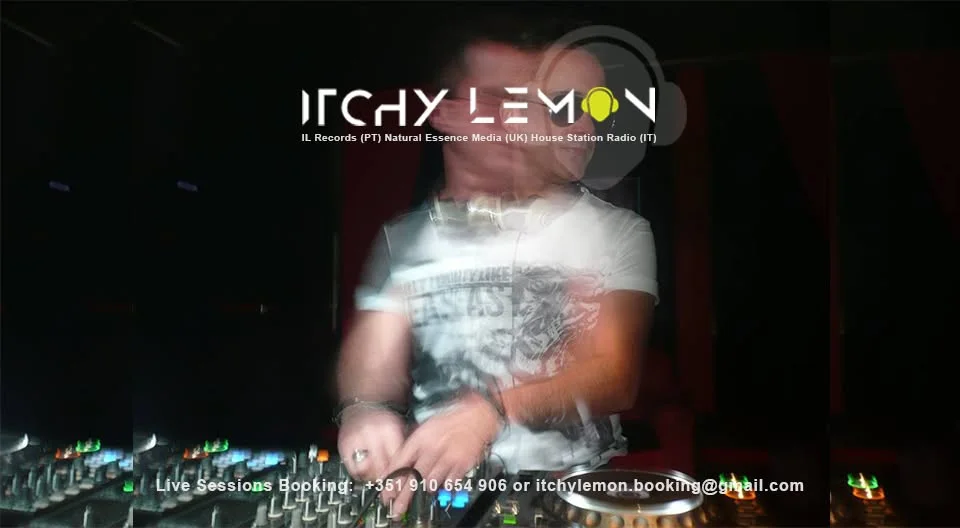 ITCHY LEMON
IL Records (PT) Natural Essence Media (UK) House Station Radio (IT)
Live Sessions Booking: +351 910 654 906 or itchylemon.booking@gmail.com